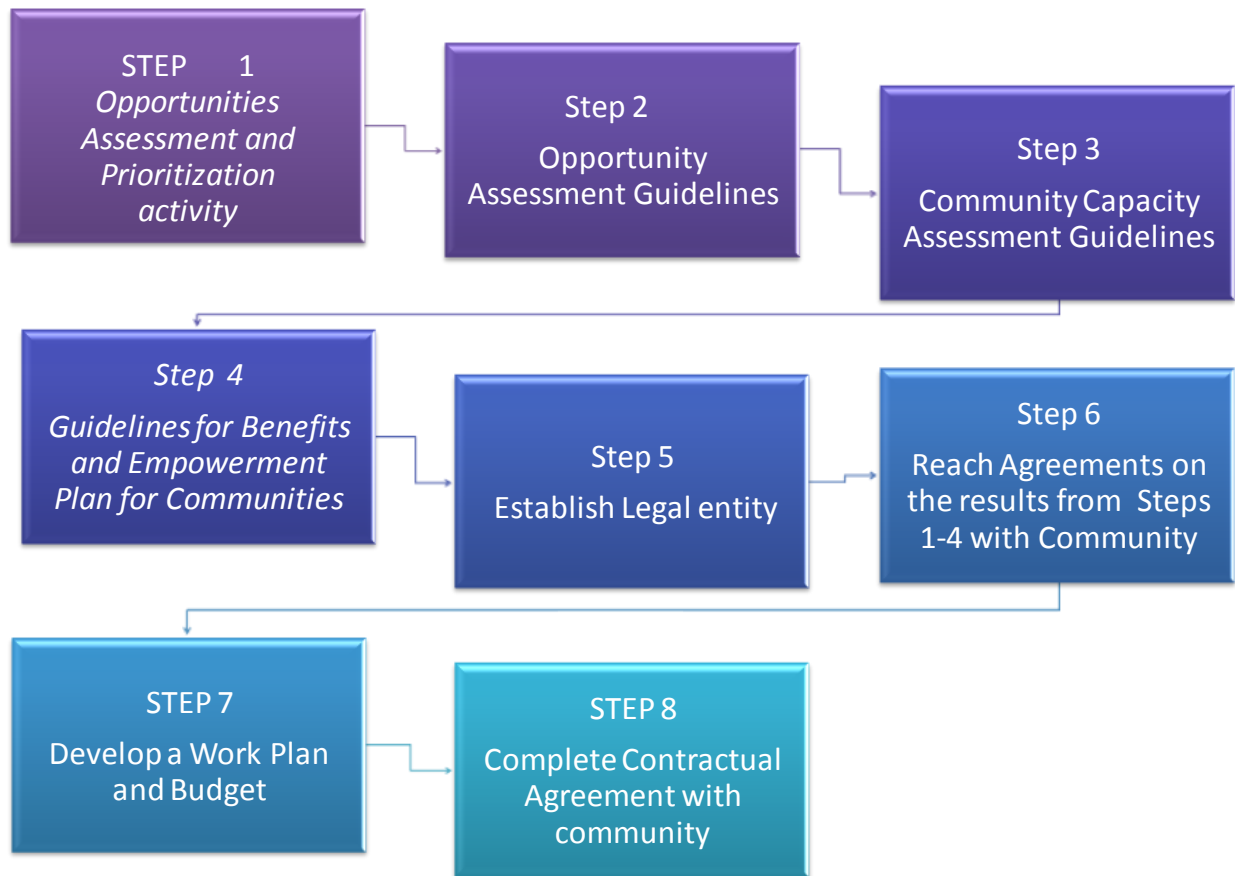 STEP 1
Opportunities
Assessment and
Prioritization
activity
Step 2
Opportunity
Assessment Guidelines
Step 3
Community Capacity
Assessment Guidelines
Step 4
Guidelines for Benefits
and Empowerment
Plan for Communities
Step 5
Establish Legal entity
Step 6
Reach Agreements on
the results from Steps
1-4 with Community
STEP 7
Develop a Work Plan
and Budget
STEP 8
Complete Contractual
Agreement with
community